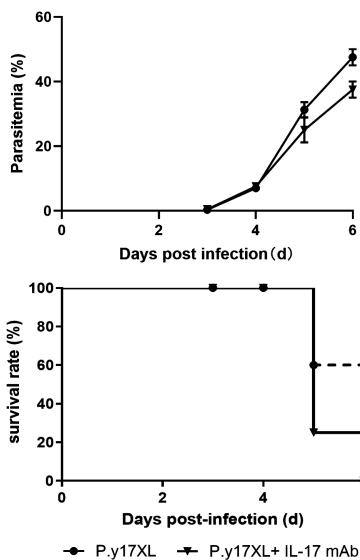 60
40
20
0
Parasitemia (%)
0 2 4 6
Days post infection（d）
100
80
60
40
20
0
survival rate (%)
0 2 4
Days post-infection (d)
P.y17XL P.y17XL+ IL-17 mAb